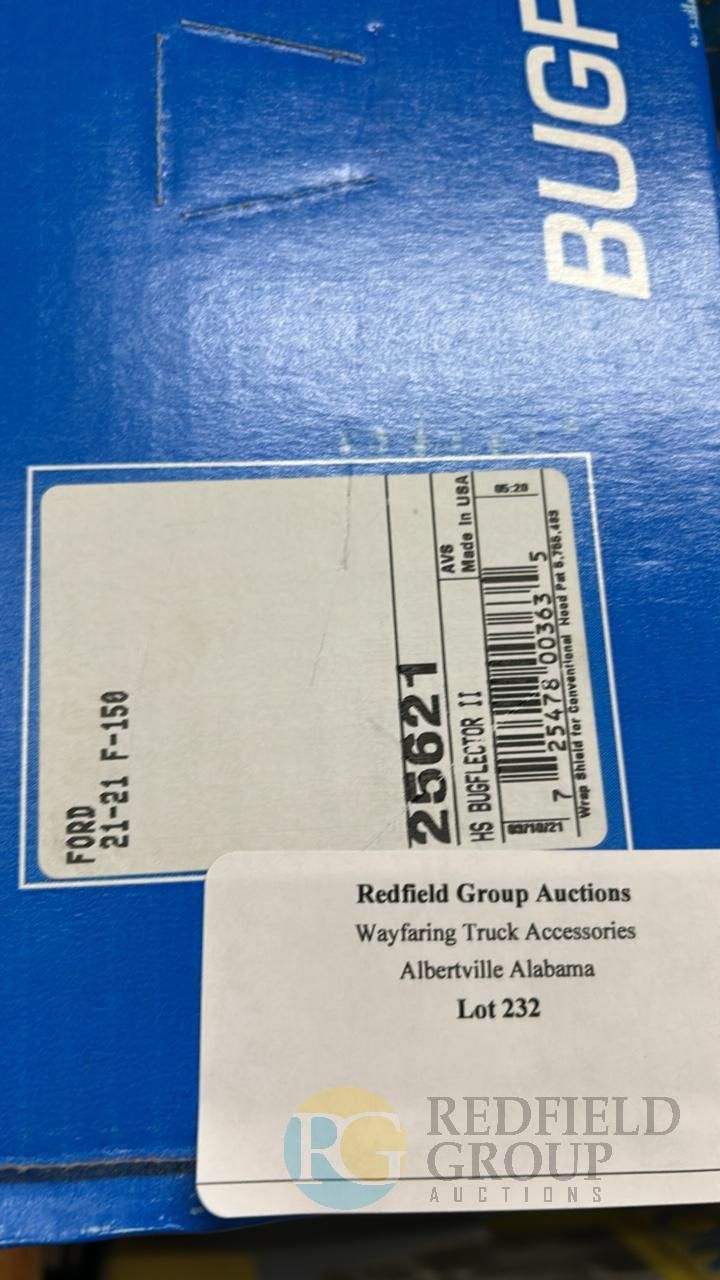 BUGF
FORD
21-21 F-150
25621
HS BUGFLECTOR II
AVS
Made In USA
03/10/21
05:20
7 25478 00363 5
Wrap Shield for Conventional Hood Pat 6,766,493
Redfield Group Auctions
Wayfaring Truck Accessories
Albertville Alabama
Lot 232
RG
REDFIELD
GROUP
AUCTIONS